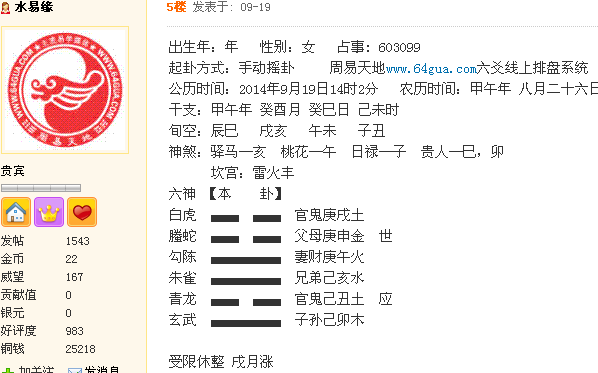 水易缘
5楼 发表于: 09-19
WWW.64GUA.COM
WWW.64GUA.COM
贵宾
发帖 1543
金币 22
威望 167
贡献值 0
银元 0
好评度 983
铜钱 25218
加关注 发消息
出生年: 年 性别: 女 占事: 603099
起卦方式: 手动摇卦 周易天地www.64gua.com六爻线上排盘系统
公历时间: 2014年9月19日14时2分 农历时间: 甲午年 八月二十六日
干支: 甲午年 癸酉月 癸巳日 己未时
旬空: 辰巳 戌亥 午未 子丑
神煞: 驿马—亥 桃花—午 日禄—子 贵人—巳,卯
坎宫: 雷火丰
六神 【本 卦】
白虎 官鬼庚戌土
螣蛇 父母庚申金 世
勾陈 妻财庚午火
朱雀 兄弟己亥水
青龙 官鬼己丑土 应
玄武 子孙己卯木
受限休整 戌月涨